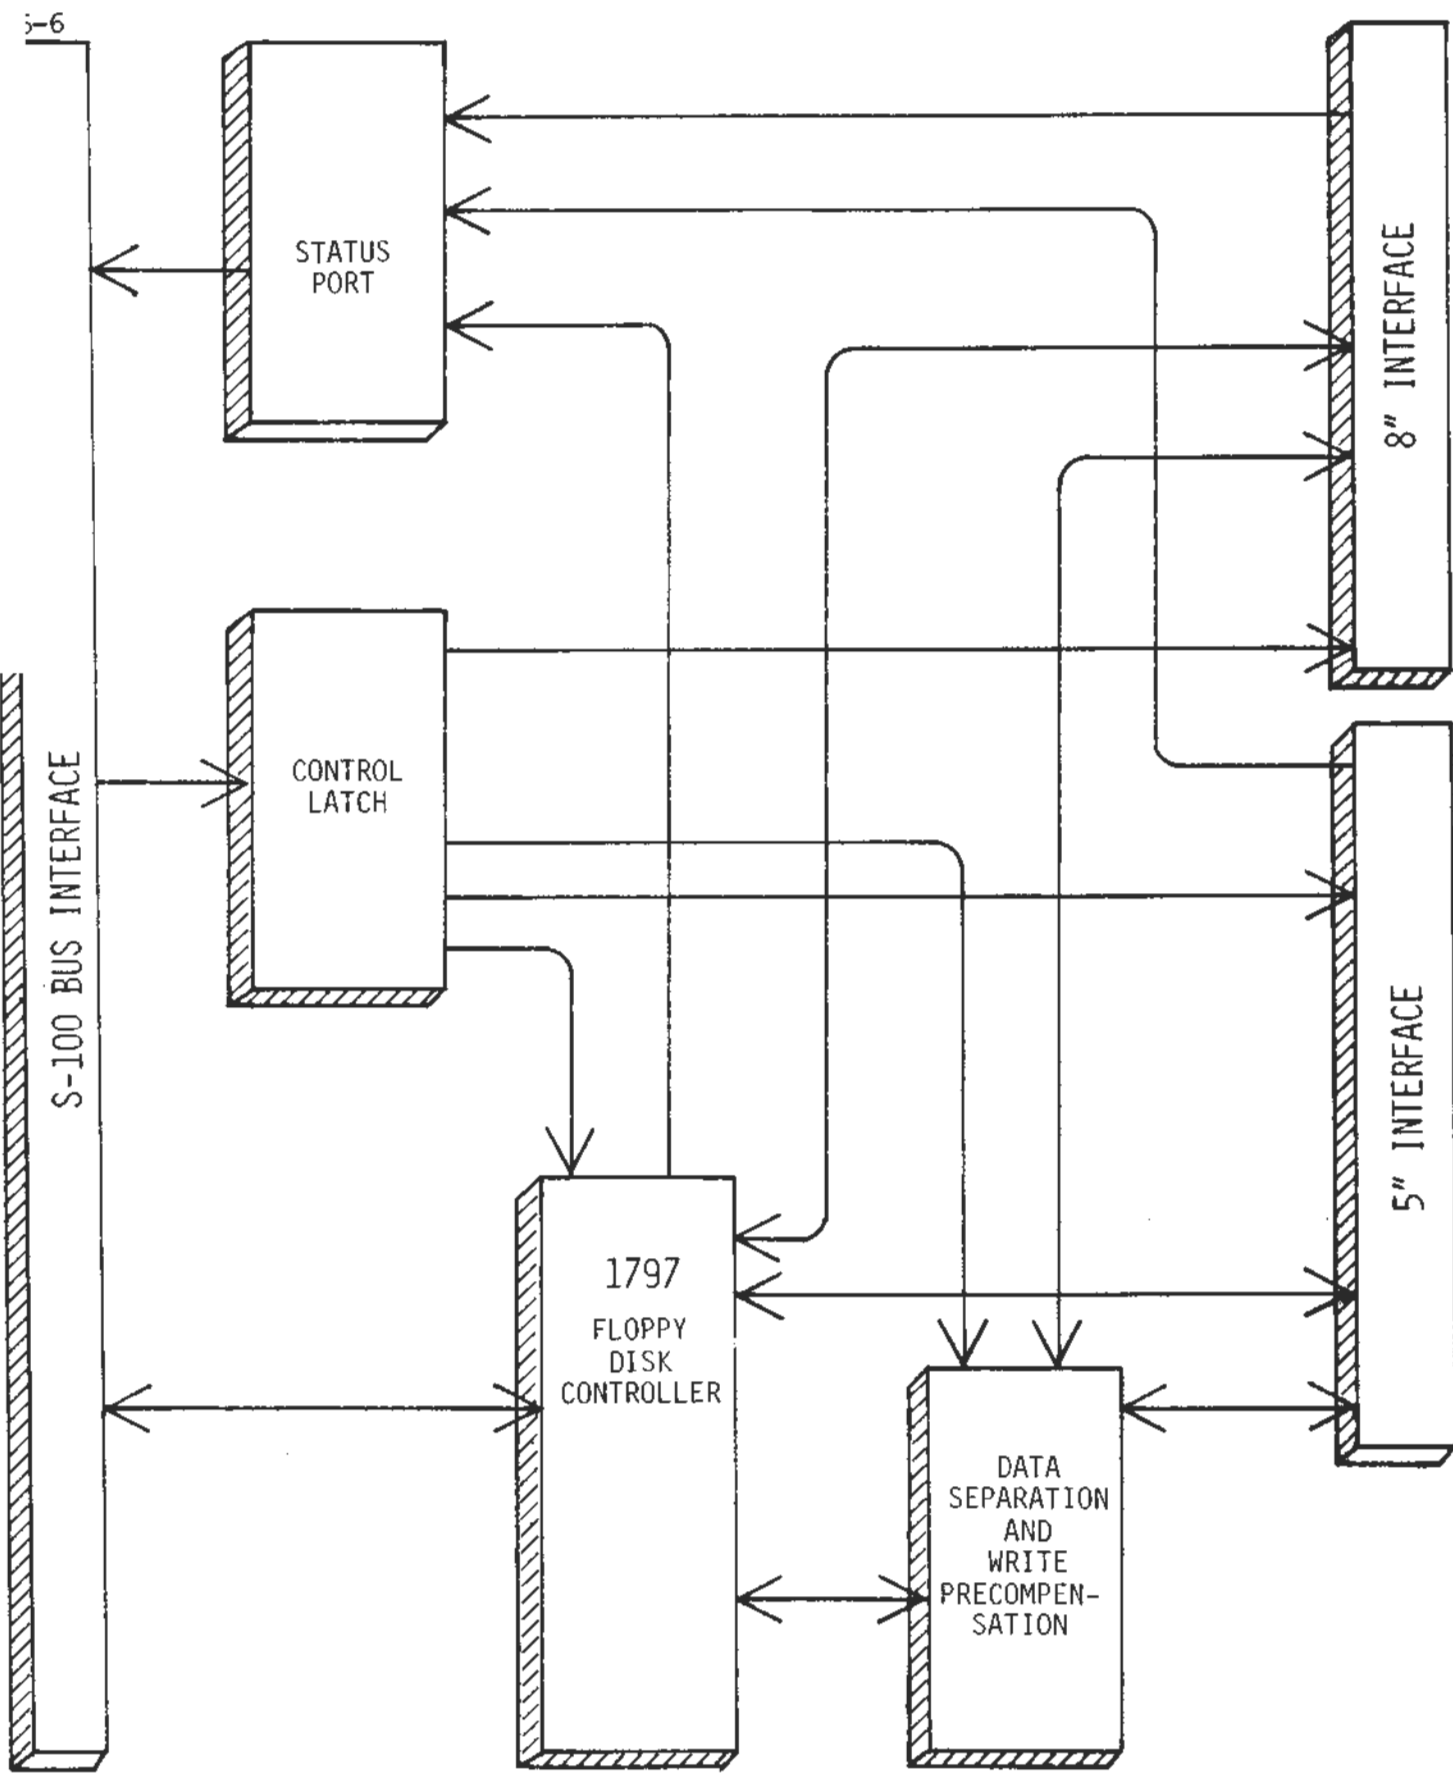 5-6
STATUS
PORT
8" INTERFACE
CONTROL
LATCH
S-100 BUS INTERFACE
5" INTERFACE
1797
FLOPPY
DISK
CONTROLLER
DATA
SEPARATION
AND
WRITE
PRECOMPEN-
SATION